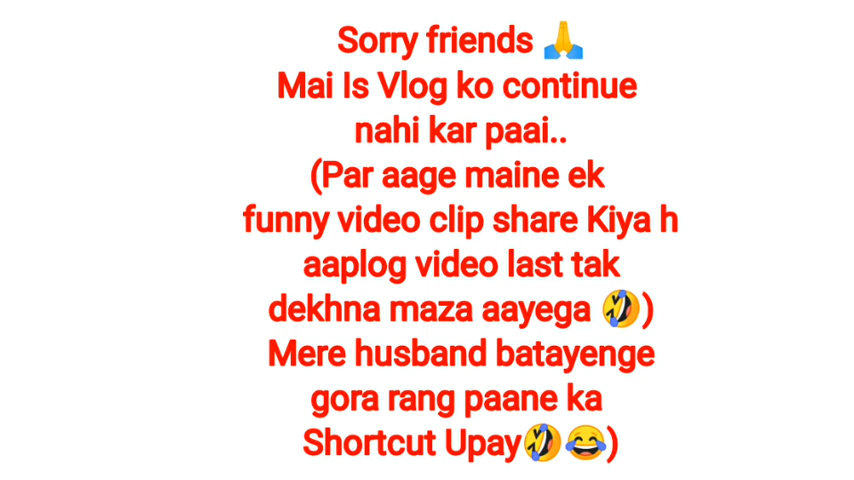 Sorry friends 🙏
Mai Is Vlog ko continue
nahi kar paai..
(Par aage maine ek
funny video clip share Kiya h
aaplog video last tak
dekhna maza aayega 🤣)
Mere husband batayenge
gora rang paane ka
Shortcut Upay🤣😂)